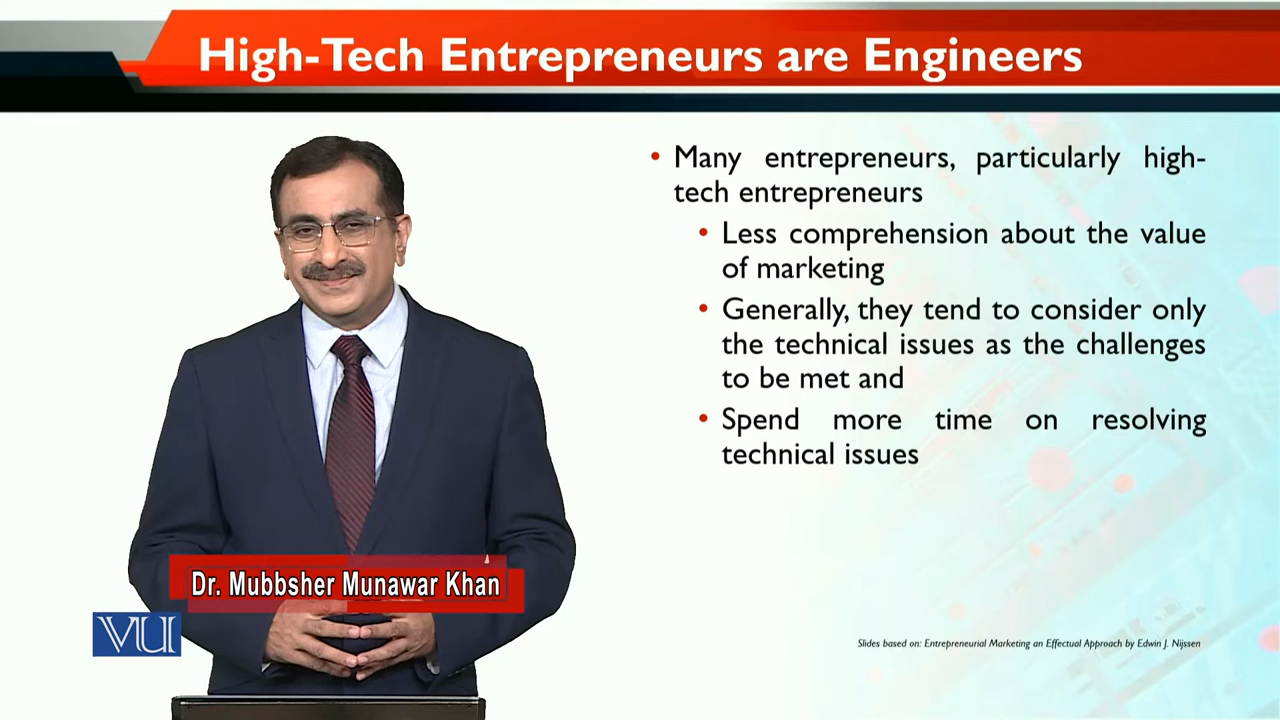 High-Tech Entrepreneurs are Engineers
• Many entrepreneurs, particularly high-
tech entrepreneurs
• Less comprehension about the value
of marketing
• Generally, they tend to consider only
the technical issues as the challenges
to be met and
• Spend more time on resolving
technical issues
Dr. Mubbsher Munawar Khan
VU
Slides based on: Entrepreneurial Marketing an Effectual Approach by Edwin J. Nijssen